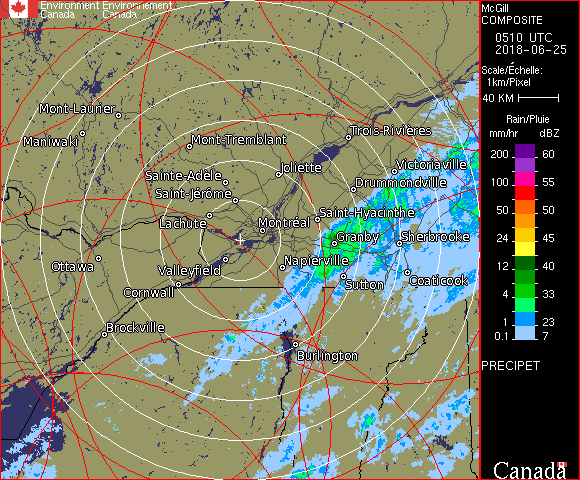 Environment Environnement
Canada Canada
McGill
COMPOSITE
0510 UTC
2018-06-25
Scale/Échelle:
1km/Pixel
40 KM
Rain/Pluie
mm/hr dBZ
200 60
100 55
50 50
24 45
12 40
4 33
1 23
0.1 7
PRECIPET
Mont-Laurier
Maniwaki
Mont-Tremblant
Trois-Rivières
Joliette
Victoriaville
Sainte-Adèle
Drummondville
Saint-Jérôme
Lachute
Montréal
Saint-Hyacinthe
Granby
Sherbrooke
Ottawa
Valleyfield
Napierville
Cornwall
Sutton
Coaticook
Brockville
Burlington
Canada